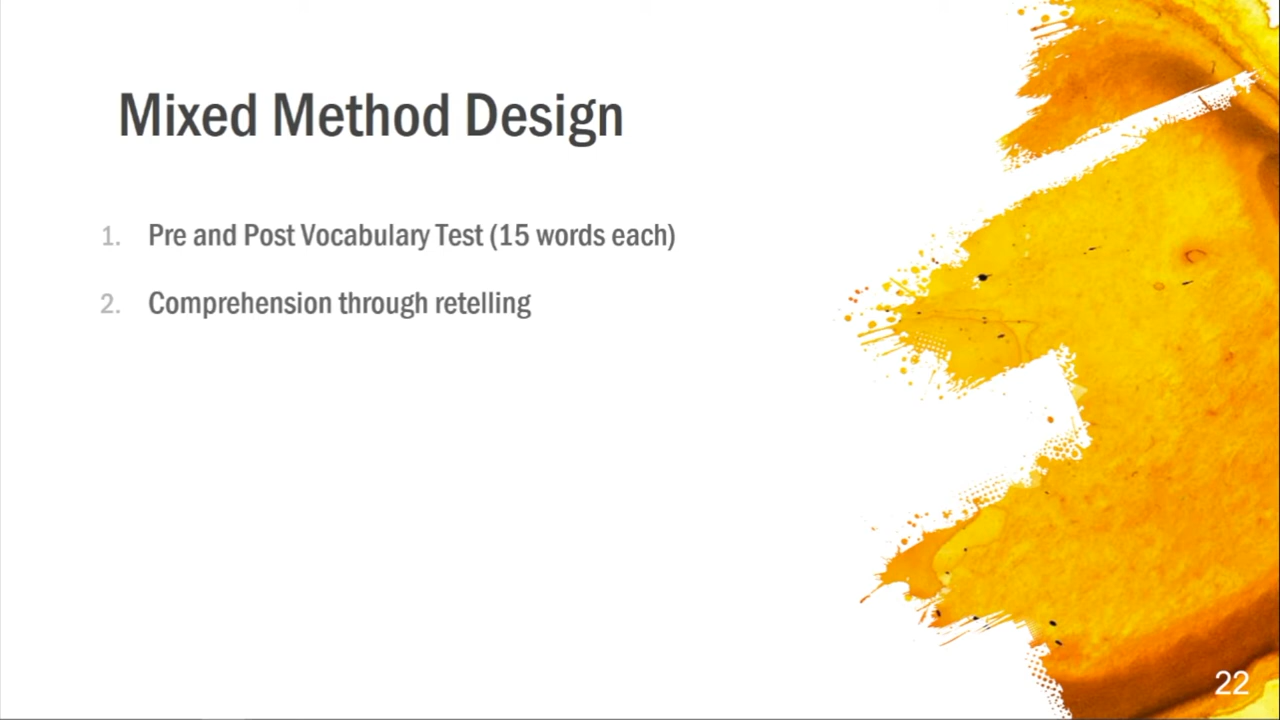 Mixed Method Design
1. Pre and Post Vocabulary Test (15 words each)
2. Comprehension through retelling
22